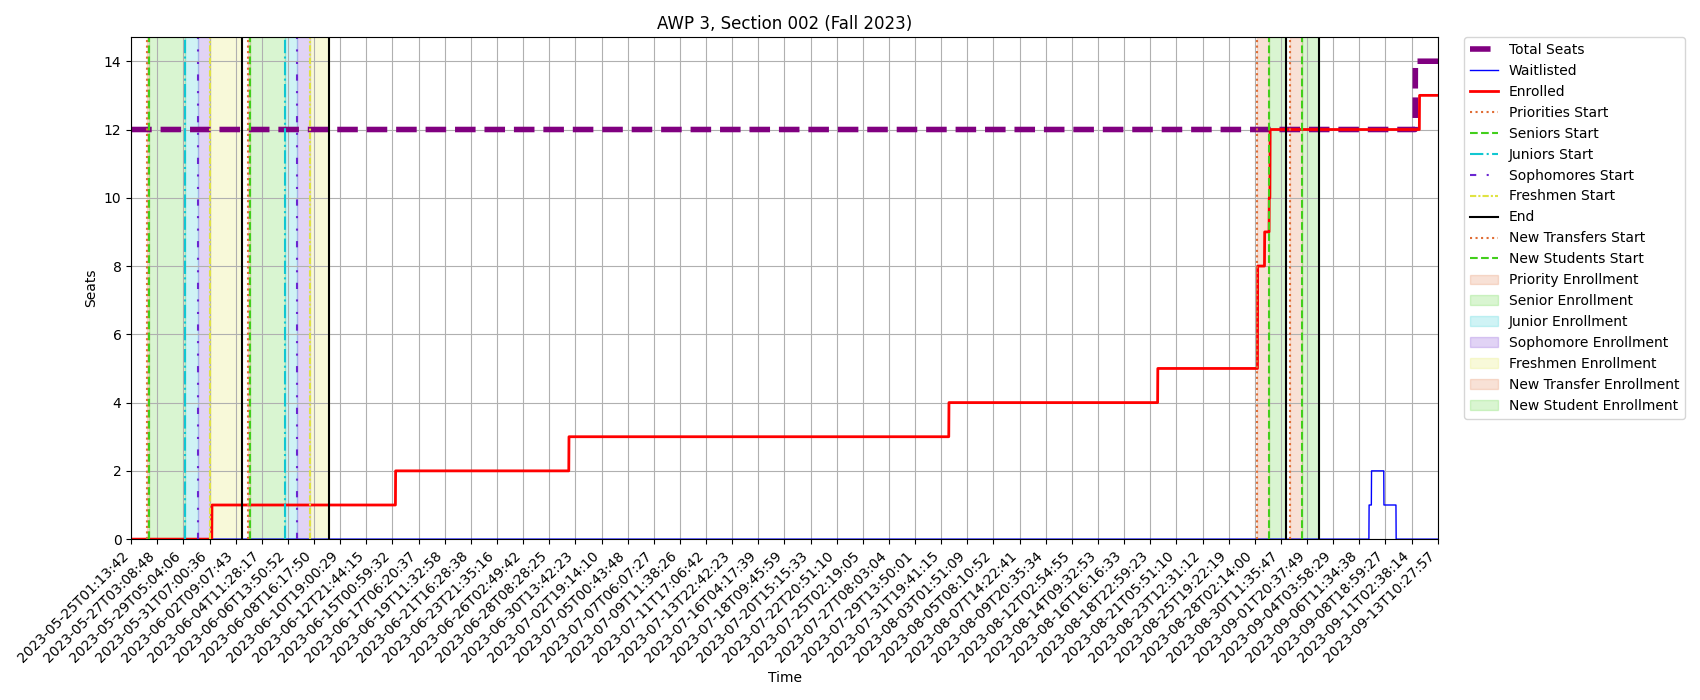 AWP 3, Section 002 (Fall 2023)
Seats
14
12
10
8
6
4
2
0
2023-05-25T01:13:42
2023-05-27T03:08:48
2023-05-29T05:04:06
2023-05-31T07:00:36
2023-06-02T09:07:43
2023-06-04T11:28:17
2023-06-06T13:50:52
2023-06-08T16:17:50
2023-06-10T19:00:29
2023-06-12T21:44:15
2023-06-15T00:59:32
2023-06-17T06:20:37
2023-06-19T11:32:58
2023-06-21T16:28:38
2023-06-23T21:35:16
2023-06-26T02:49:42
2023-06-28T08:28:25
2023-06-30T13:42:23
2023-07-02T19:14:10
2023-07-05T00:43:48
2023-07-07T06:07:27
2023-07-09T11:38:26
2023-07-11T17:06:42
2023-07-13T22:42:23
2023-07-16T04:17:39
2023-07-18T09:45:59
2023-07-20T15:15:33
2023-07-22T20:51:10
2023-07-25T02:19:05
2023-07-27T08:03:04
2023-07-29T13:50:01
2023-07-31T19:41:15
2023-08-03T01:51:09
2023-08-05T08:10:52
2023-08-07T14:22:41
2023-08-09T20:35:34
2023-08-12T02:54:55
2023-08-14T09:32:53
2023-08-16T16:16:33
2023-08-18T22:59:23
2023-08-21T05:51:10
2023-08-23T12:31:12
2023-08-25T19:22:19
2023-08-28T02:14:00
2023-08-30T11:35:47
2023-09-01T20:37:49
2023-09-04T03:58:29
2023-09-06T11:34:38
2023-09-08T18:59:27
2023-09-11T02:38:14
2023-09-13T10:27:57
Time
Total Seats
Waitlisted
Enrolled
Priorities Start
Seniors Start
Juniors Start
Sophomores Start
Freshmen Start
End
New Transfers Start
New Students Start
Priority Enrollment
Senior Enrollment
Junior Enrollment
Sophomore Enrollment
Freshmen Enrollment
New Transfer Enrollment
New Student Enrollment